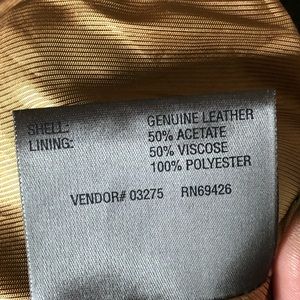 SHELL: GENUINE LEATHER
LINING: 50% ACETATE
50% VISCOSE
100% POLYESTER
VENDOR# 03275 RN69426